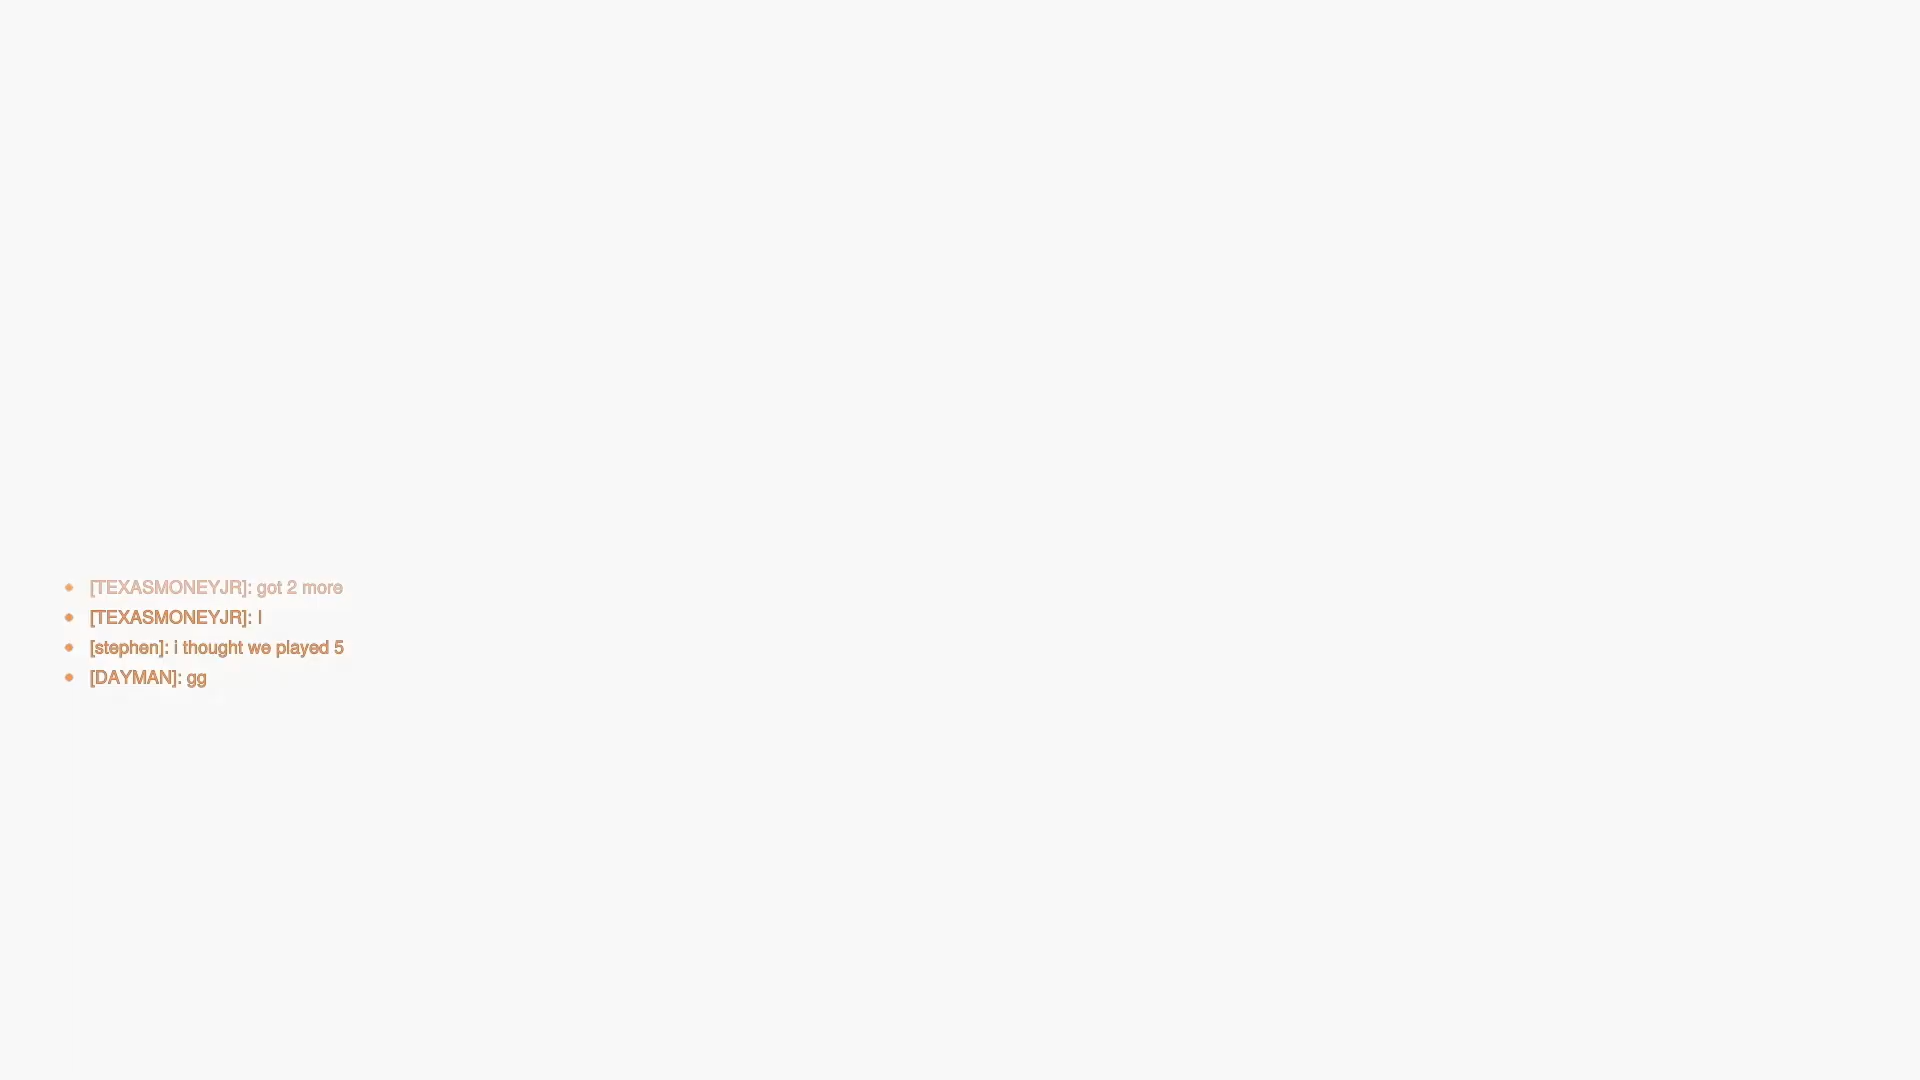 [TEXASMONEYJR]: got 2 more
[TEXASMONEYJR]: l
[stephen]: i thought we played 5
[DAYMAN]: gg